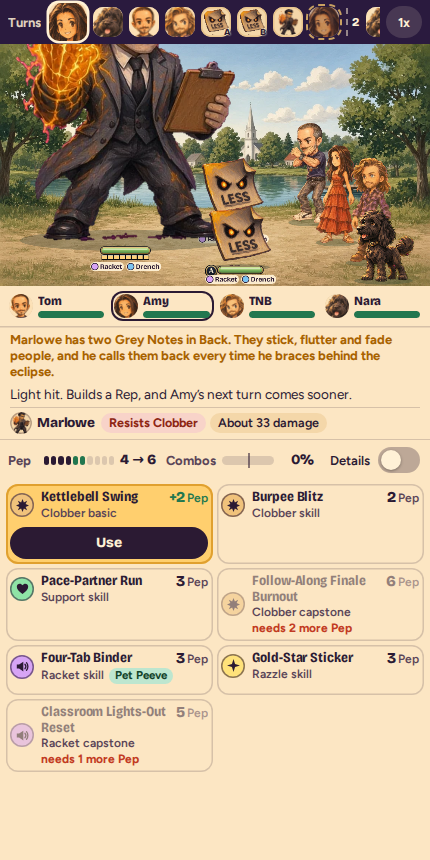 Turns
A
B
2
1x
LESS
LESS
Racket Drench
A
Racket Drench
Tom
Amy
TNB
Nara
Marlowe has two Grey Notes in Back. They stick, flutter and fade
people, and he calls them back every time he braces behind the
eclipse.
Light hit. Builds a Rep, and Amy's next turn comes sooner.
Marlowe Resists Clobber About 33 damage
Pep 4 → 6 Combos 0% Details
Kettlebell Swing +2 Pep
Clobber basic
Use
Burpee Blitz 2 Pep
Clobber skill
Pace-Partner Run 3 Pep
Support skill
Follow-Along Finale 6 Pep
Burnout
Clobber capstone
needs 2 more Pep
Four-Tab Binder 3 Pep
Racket skill Pet Peeve
Gold-Star Sticker 3 Pep
Razzle skill
Classroom Lights-Out 5 Pep
Reset
Racket capstone
needs 1 more Pep